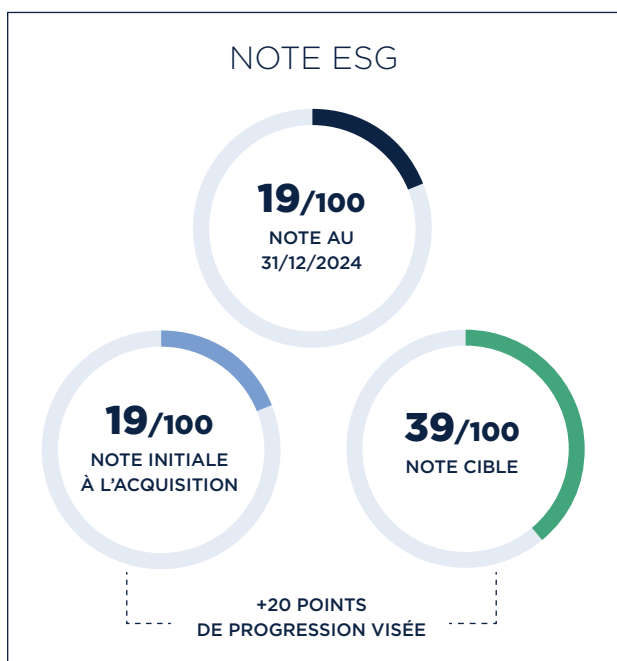 NOTE ESG
19/100
NOTE AU
31/12/2024
19/100
NOTE INITIALE
À L’ACQUISITION
39/100
NOTE CIBLE
+20 POINTS
DE PROGRESSION VISÉE